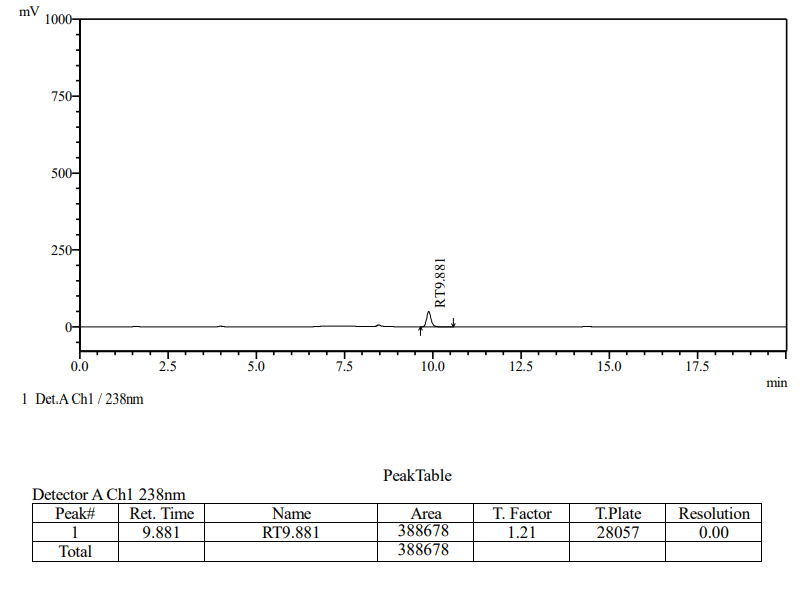 mV
1000
750
500
250
0
RT9.881
0.0 2.5 5.0 7.5 10.0 12.5 15.0 17.5
min
1 Det.A Ch1 / 238nm
PeakTable
Detector A Ch1 238nm
Peak# Ret. Time Name Area T. Factor T.Plate Resolution
1 9.881 RT9.881 388678 1.21 28057 0.00
Total 388678